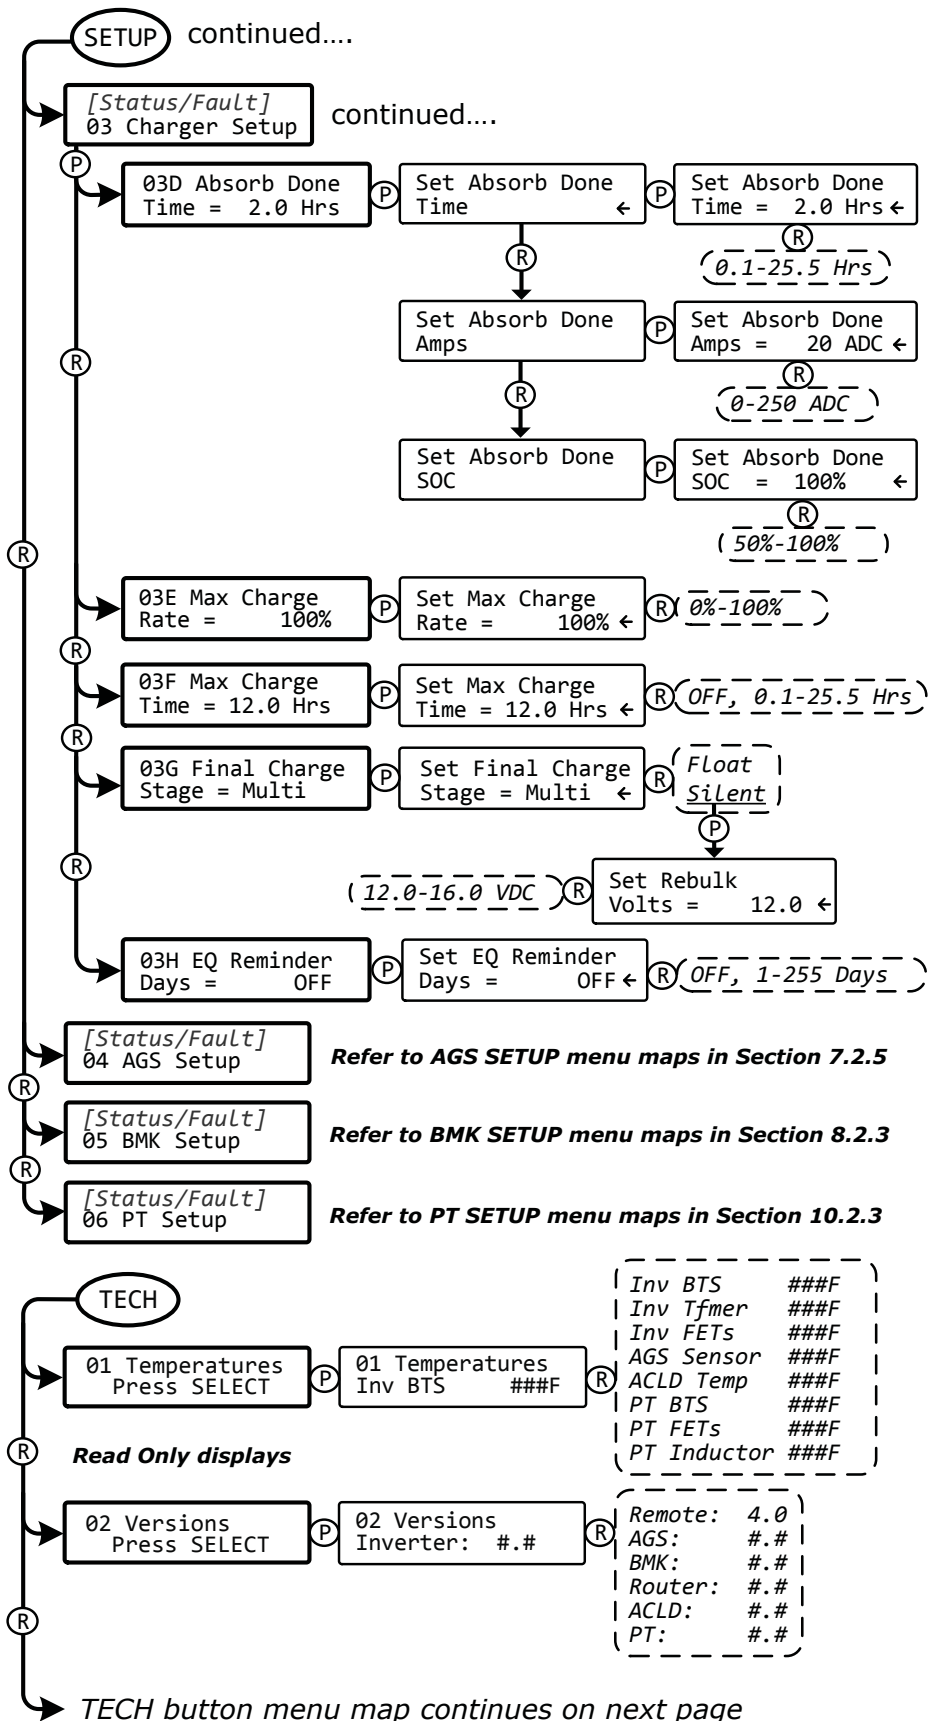 SETUP continued....
[Status/Fault]
03 Charger Setup
continued....
P
03D Absorb Done
Time = 2.0 Hrs
P
Set Absorb Done
Time ←
P
Set Absorb Done
Time = 2.0 Hrs ←
R
0.1-25.5 Hrs
R
Set Absorb Done
Amps
P
Set Absorb Done
Amps = 20 ADC ←
R
0-250 ADC
R
R
Set Absorb Done
SOC
P
Set Absorb Done
SOC = 100% ←
R
50%-100%
R
03E Max Charge
Rate = 100%
P
Set Max Charge
Rate = 100% ←
R
0%-100%
R
03F Max Charge
Time = 12.0 Hrs
P
Set Max Charge
Time = 12.0 Hrs ←
R
OFF, 0.1-25.5 Hrs
R
03G Final Charge
Stage = Multi
P
Set Final Charge
Stage = Multi ←
R
Float
Silent
P
R
12.0-16.0 VDC
R
Set Rebulk
Volts = 12.0 ←
03H EQ Reminder
Days = OFF
P
Set EQ Reminder
Days = OFF ←
R
OFF, 1-255 Days
[Status/Fault]
04 AGS Setup
Refer to AGS SETUP menu maps in Section 7.2.5
R
[Status/Fault]
05 BMK Setup
Refer to BMK SETUP menu maps in Section 8.2.3
R
[Status/Fault]
06 PT Setup
Refer to PT SETUP menu maps in Section 10.2.3
TECH
01 Temperatures
Press SELECT
P
01 Temperatures
Inv BTS ###F
R
Inv BTS ###F
Inv Tfmer ###F
Inv FETs ###F
AGS Sensor ###F
ACLD Temp ###F
PT BTS ###F
PT FETs ###F
PT Inductor ###F
R
Read Only displays
02 Versions
Press SELECT
P
02 Versions
Inverter: #.#
R
Remote: 4.0
AGS: #.#
BMK: #.#
Router: #.#
ACLD: #.#
PT: #.#
R
TECH button menu map continues on next page